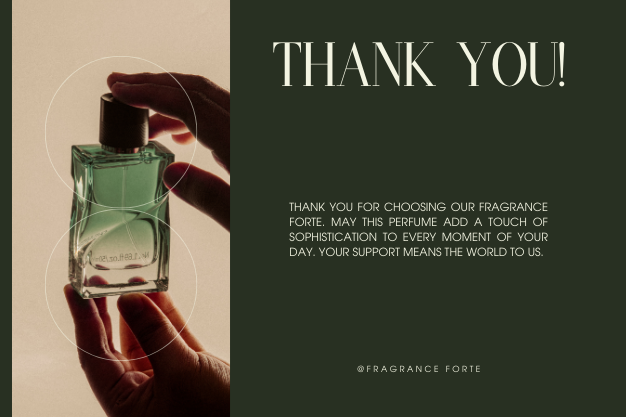 THANK YOU!
THANK YOU FOR CHOOSING OUR FRAGRANCE
FORTE. MAY THIS PERFUME ADD A TOUCH OF
SOPHISTICATION TO EVERY MOMENT OF YOUR
DAY. YOUR SUPPORT MEANS THE WORLD TO US.
@FRAGRANCE FORTE